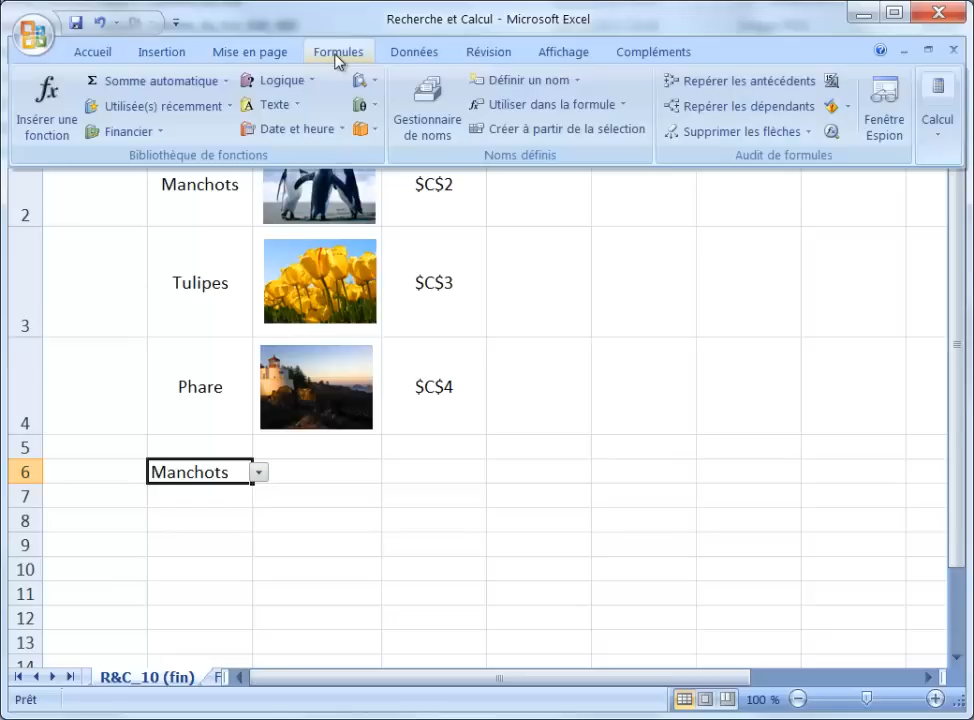 Recherche et Calcul - Microsoft Excel
Accueil Insertion Mise en page Formules Données Révision Affichage Compléments
fx Σ Somme automatique Logique Définir un nom Repérer les antécédents
Insérer une fonction Utilisée(s) récemment Texte Gestionnaire de noms Utiliser dans la formule Repérer les dépendants Fenêtre Espion Calcul
Financier Date et heure Créer à partir de la sélection Supprimer les flèches
Bibliothèque de fonctions Noms définis Audit de formules
2 Manchots $C$2
3 Tulipes $C$3
4 Phare $C$4
5
6 Manchots
7
8
9
10
11
12
13
14
R&C_10 (fin) F
Prêt 100 %